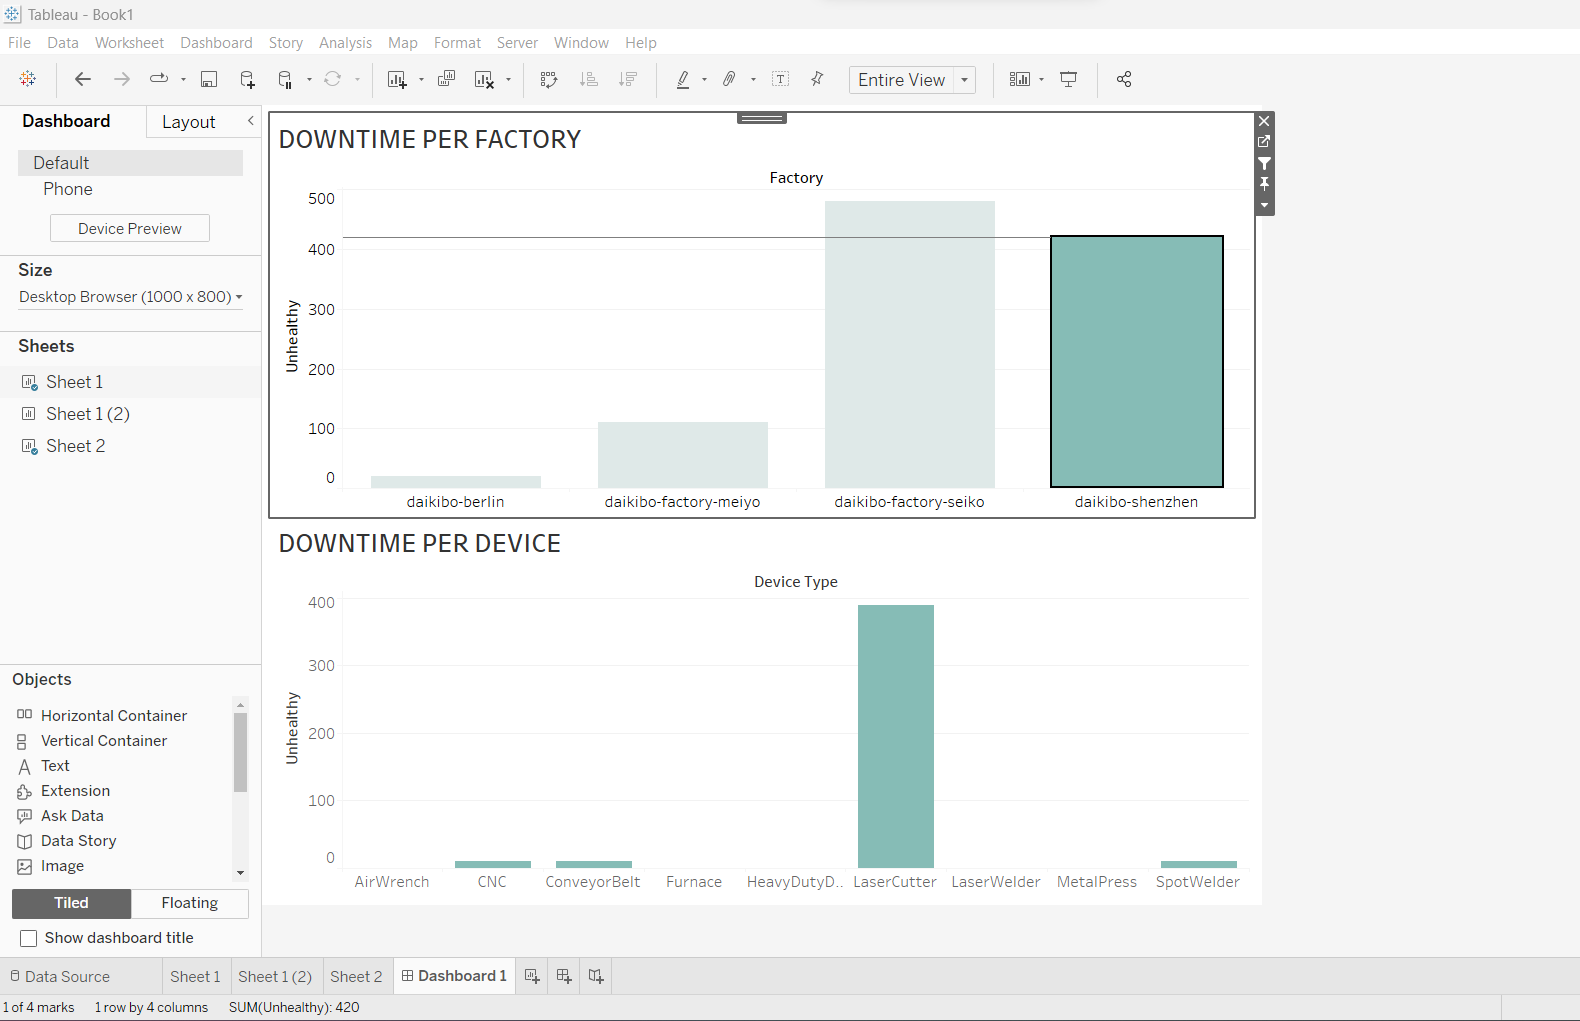 Tableau - Book1
File Data Worksheet Dashboard Story Analysis Map Format Server Window Help
T Entire View
Dashboard Layout
Default
Phone
Device Preview
Size
Desktop Browser (1000 x 800)
Sheets
Sheet 1
Sheet 1 (2)
Sheet 2
Objects
Horizontal Container
Vertical Container
Text
Extension
Ask Data
Data Story
Image
Tiled Floating
Show dashboard title
DOWNTIME PER FACTORY
Factory
500
400
300
200
100
0
Unhealthy
daikibo-berlin daikibo-factory-meiyo daikibo-factory-seiko daikibo-shenzhen
DOWNTIME PER DEVICE
Device Type
400
300
200
100
0
Unhealthy
AirWrench CNC ConveyorBelt Furnace HeavyDutyD.. LaserCutter LaserWelder MetalPress SpotWelder
Data Source Sheet 1 Sheet 1 (2) Sheet 2 Dashboard 1
1 of 4 marks 1 row by 4 columns SUM(Unhealthy): 420